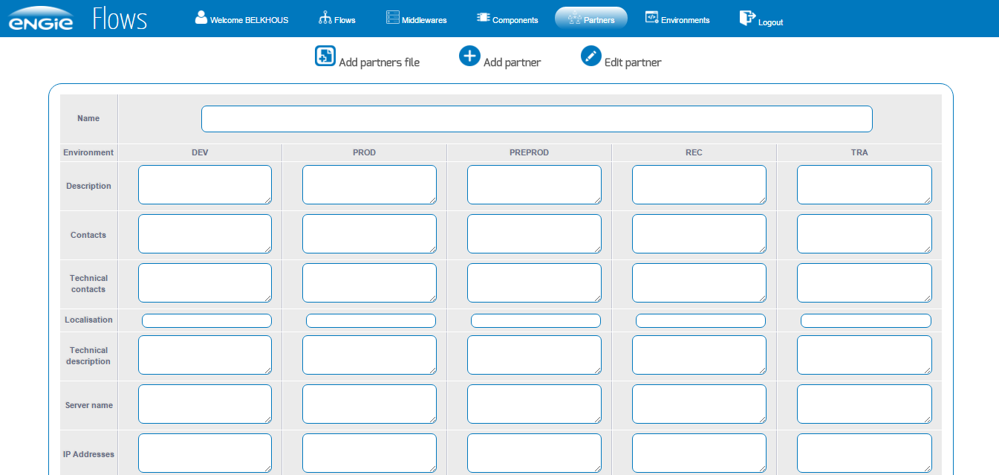 ENGIE Flows Welcome BELKHOUS Flows Middlewares Components Partners Environments Logout
Add partners file Add partner Edit partner
Name
Environment DEV PROD PREPROD REC TRA
Description
Contacts
Technical
contacts
Localisation
Technical
description
Server name
IP Addresses